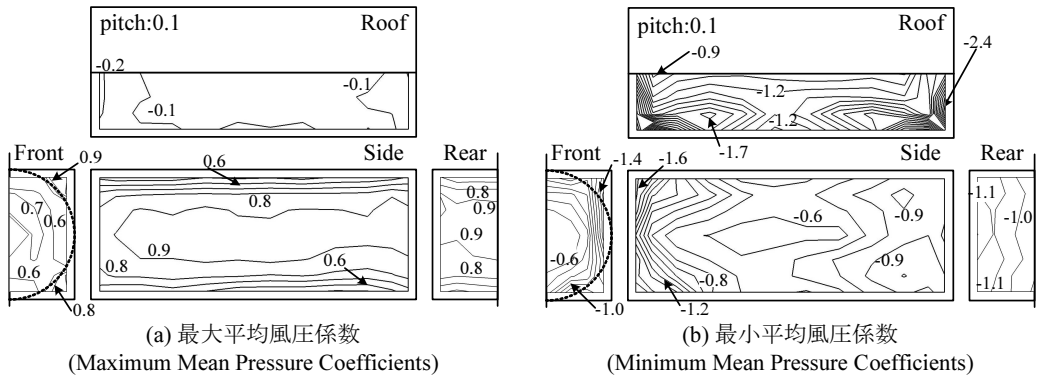 pitch:0.1 Roof
-0.2
-0.1
-0.1
Front
0.9
0.6
Side
Rear
0.8
0.7
0.6
0.6
0.8
0.9
0.8
0.6
0.8
0.9
0.9
0.8
(a) 最大平均風圧係数
(Maximum Mean Pressure Coefficients)
pitch:0.1 Roof
-0.9
-2.4
-1.2
-1.2
-1.7
Front
-1.4
-1.6
Side
Rear
-0.6
-1.0
-0.6
-0.9
-0.9
-0.8
-1.2
-1.1
-1.0
-1.1
(b) 最小平均風圧係数
(Minimum Mean Pressure Coefficients)